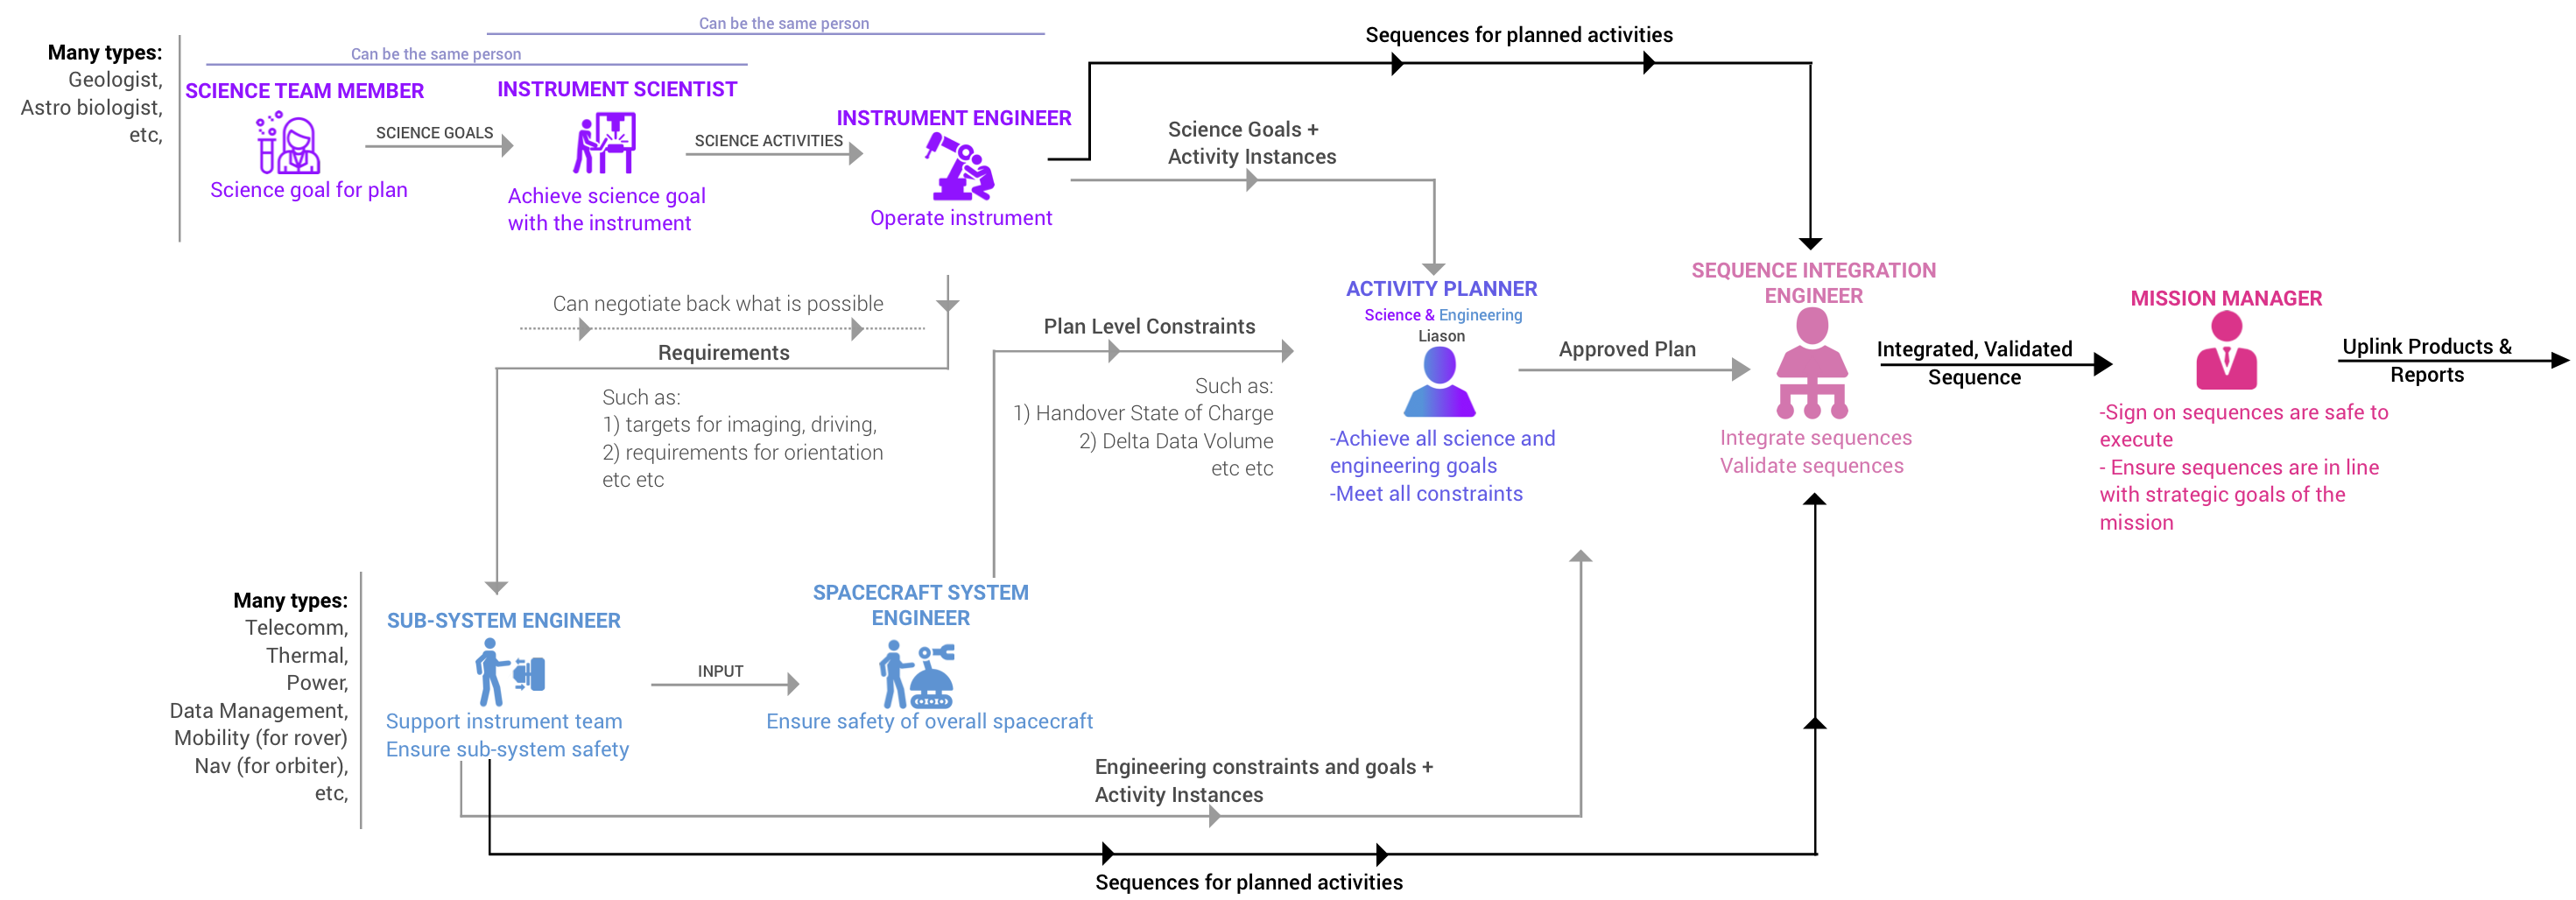 Can be the same person
Can be the same person
Many types:
Geologist,
Astro biologist,
etc,
SCIENCE TEAM MEMBER
Science goal for plan
SCIENCE GOALS
INSTRUMENT SCIENTIST
Achieve science goal
with the instrument
SCIENCE ACTIVITIES
INSTRUMENT ENGINEER
Operate instrument
Sequences for planned activities
Science Goals +
Activity Instances
Can negotiate back what is possible
Requirements
Such as:
1) targets for imaging, driving,
2) requirements for orientation
etc etc
Plan Level Constraints
Such as:
1) Handover State of Charge
2) Delta Data Volume
etc etc
ACTIVITY PLANNER
Science & Engineering
Liason
-Achieve all science and
engineering goals
-Meet all constraints
Approved Plan
SEQUENCE INTEGRATION
ENGINEER
Integrate sequences
Validate sequences
Integrated, Validated
Sequence
MISSION MANAGER
-Sign on sequences are safe to
execute
- Ensure sequences are in line
with strategic goals of the
mission
Uplink Products &
Reports
Many types:
Telecomm,
Thermal,
Power,
Data Management,
Mobility (for rover)
Nav (for orbiter),
etc,
SUB-SYSTEM ENGINEER
Support instrument team
Ensure sub-system safety
INPUT
SPACECRAFT SYSTEM
ENGINEER
Ensure safety of overall spacecraft
Engineering constraints and goals +
Activity Instances
Sequences for planned activities